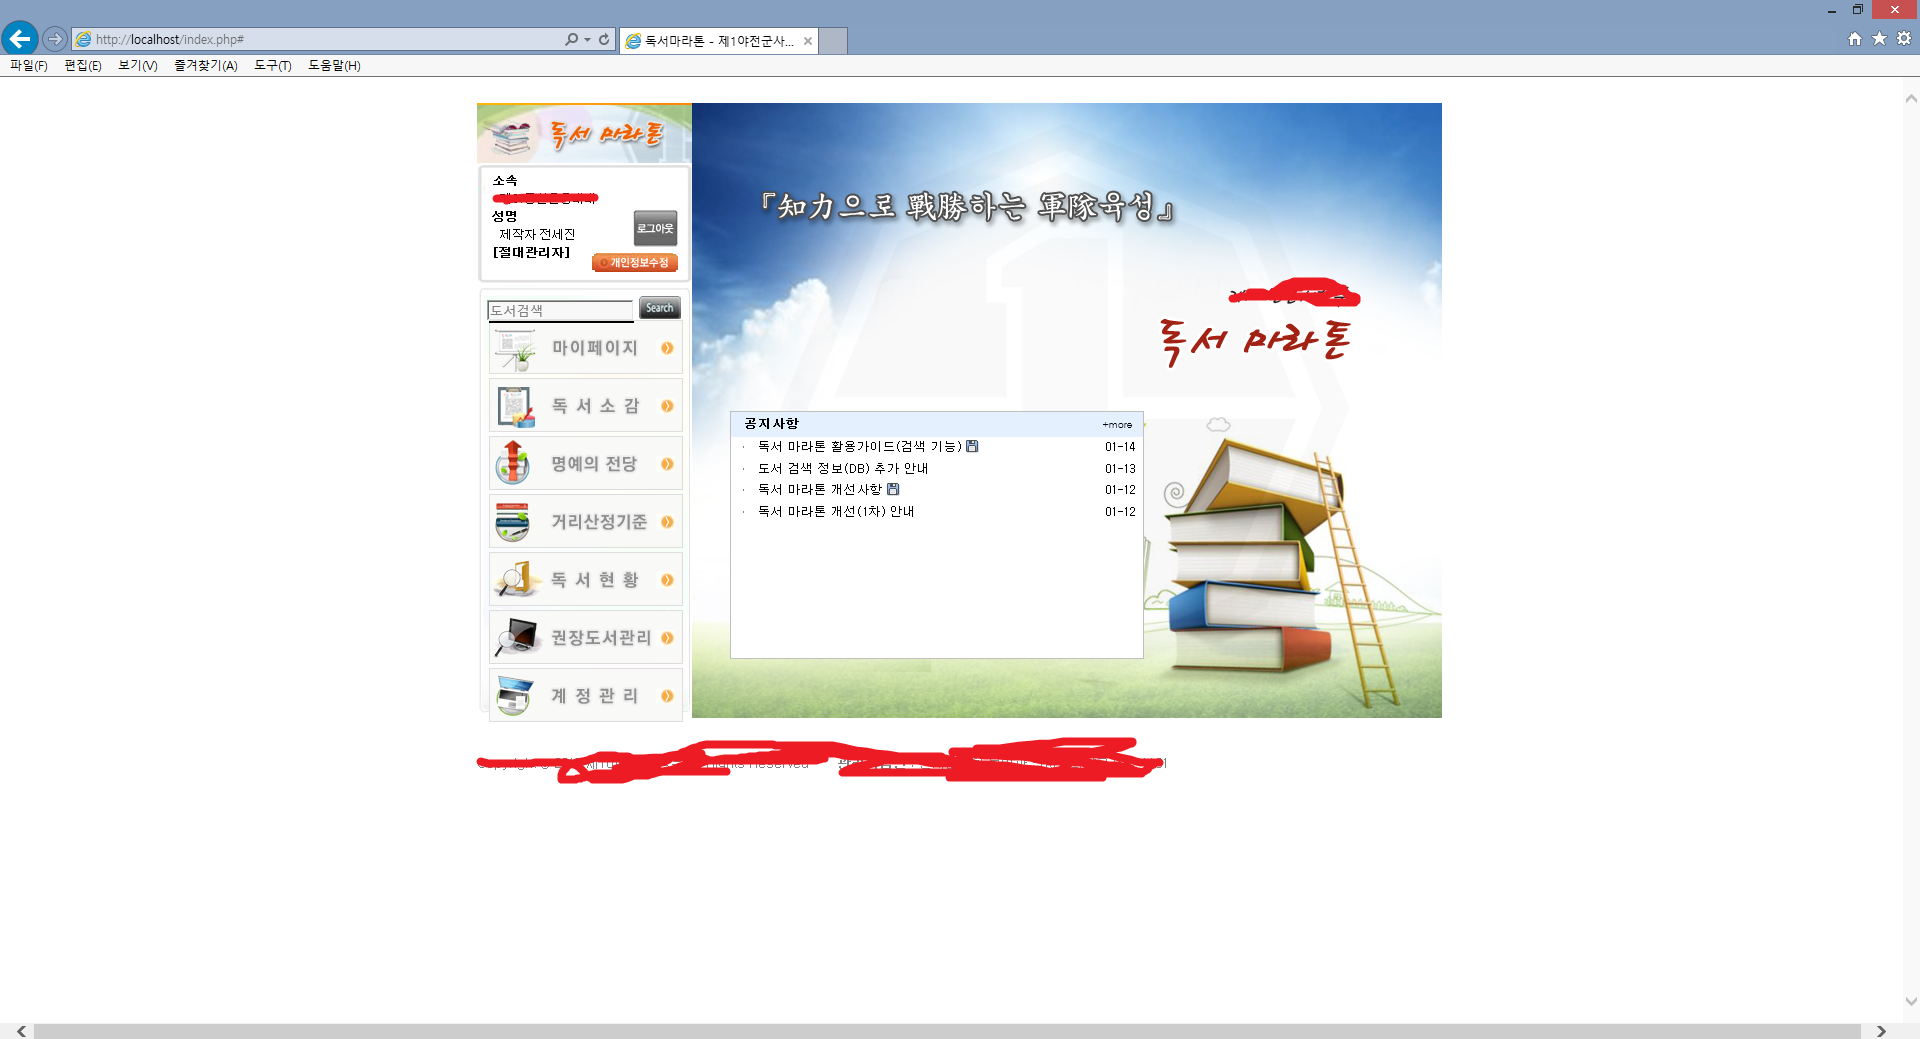 http://localhost/index.php#
독서마라톤 - 제1야전군사...
파일(F) 편집(E) 보기(V) 즐겨찾기(A) 도구(T) 도움말(H)
독서 마라톤
소속
성명
제작자 전세진
[절대관리자]
로그아웃
개인정보수정
도서검색
Search
마이페이지
독서소감
명예의 전당
거리산정기준
독서현황
권장도서관리
계정관리
『知力으로 戰勝하는 軍隊육성』
독서 마라톤
공지사항 +more
· 독서 마라톤 활용가이드(검색 기능) 01-14
· 도서 검색 정보(DB) 추가 안내 01-13
· 독서 마라톤 개선사항 01-12
· 독서 마라톤 개선(1차) 안내 01-12
Reserved